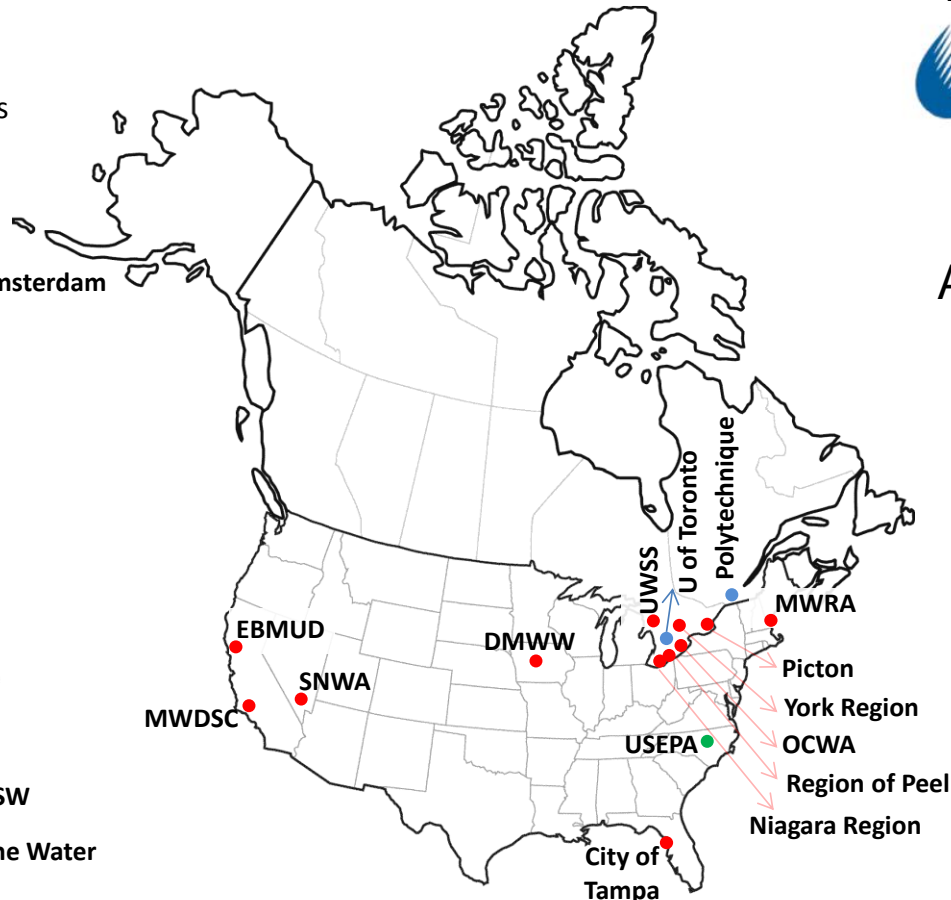 s
msterdam
A
Polytechnique
U of Toronto
UWSS
MWRA
EBMUD
DMWW
Picton
SNWA
York Region
MWDSC
USEPA
OCWA
Region of Peel
SW
Niagara Region
ne Water
City of
Tampa